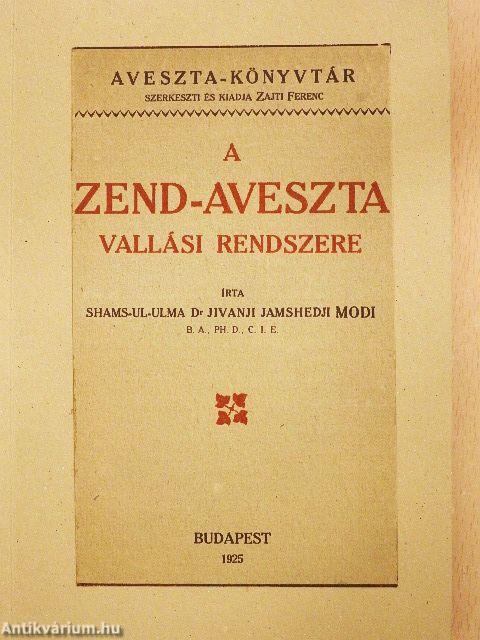 AVESZTA-KÖNYVTÁR
SZERKESZTI ÉS KIADJA ZAJTI FERENC
A
ZEND-AVESZTA
VALLÁSI RENDSZERE
ÍRTA
SHAMS-UL-ULMA Dr JIVANJI JAMSHEDJI MODI
B. A., PH. D., C. I. E.
BUDAPEST
1925
Antikvárium.hu